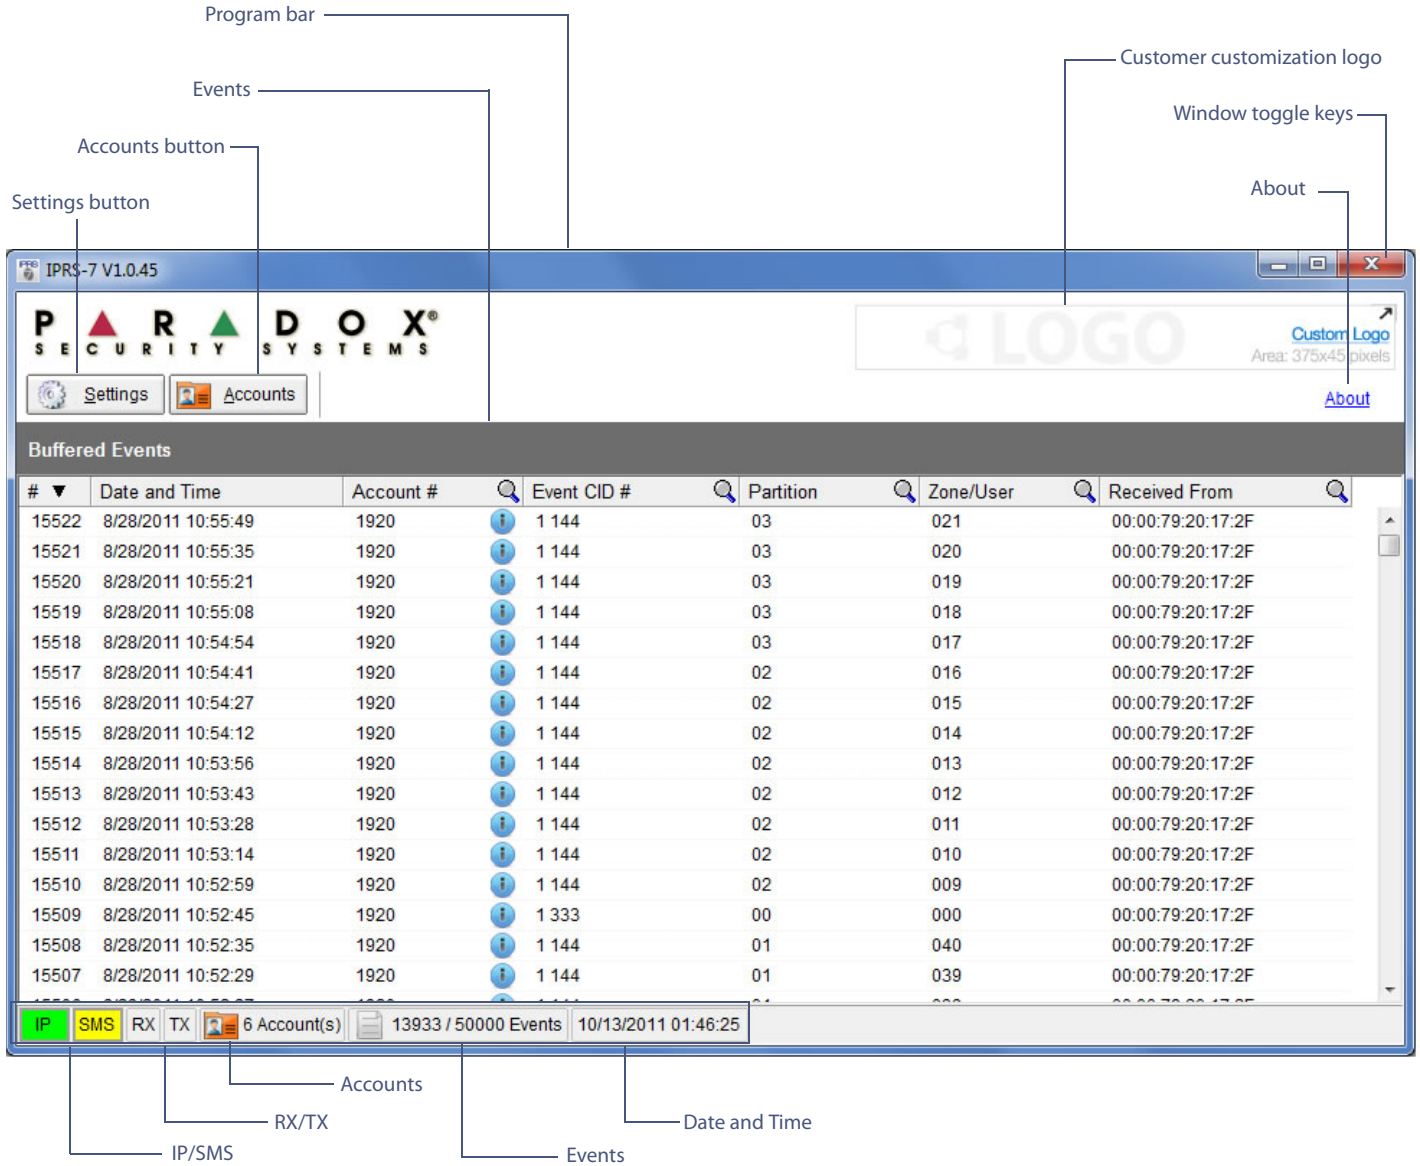 Program bar
Customer customization logo
Events
Window toggle keys
Accounts button
About
Settings button
IPRS-7 V1.0.45
PARADOX®
SECURITY SYSTEMS
LOGO
Custom Logo
Area: 375x45 pixels
Settings
Accounts
About
Buffered Events
# ▼ Date and Time Account # Event CID # Partition Zone/User Received From
15522 8/28/2011 10:55:49 1920 1 144 03 021 00:00:79:20:17:2F
15521 8/28/2011 10:55:35 1920 1 144 03 020 00:00:79:20:17:2F
15520 8/28/2011 10:55:21 1920 1 144 03 019 00:00:79:20:17:2F
15519 8/28/2011 10:55:08 1920 1 144 03 018 00:00:79:20:17:2F
15518 8/28/2011 10:54:54 1920 1 144 03 017 00:00:79:20:17:2F
15517 8/28/2011 10:54:41 1920 1 144 02 016 00:00:79:20:17:2F
15516 8/28/2011 10:54:27 1920 1 144 02 015 00:00:79:20:17:2F
15515 8/28/2011 10:54:12 1920 1 144 02 014 00:00:79:20:17:2F
15514 8/28/2011 10:53:56 1920 1 144 02 013 00:00:79:20:17:2F
15513 8/28/2011 10:53:43 1920 1 144 02 012 00:00:79:20:17:2F
15512 8/28/2011 10:53:28 1920 1 144 02 011 00:00:79:20:17:2F
15511 8/28/2011 10:53:14 1920 1 144 02 010 00:00:79:20:17:2F
15510 8/28/2011 10:52:59 1920 1 144 02 009 00:00:79:20:17:2F
15509 8/28/2011 10:52:45 1920 1 333 00 000 00:00:79:20:17:2F
15508 8/28/2011 10:52:35 1920 1 144 01 040 00:00:79:20:17:2F
15507 8/28/2011 10:52:29 1920 1 144 01 039 00:00:79:20:17:2F
IP SMS RX TX 6 Account(s) 13933 / 50000 Events 10/13/2011 01:46:25
Accounts
RX/TX
Date and Time
IP/SMS
Events